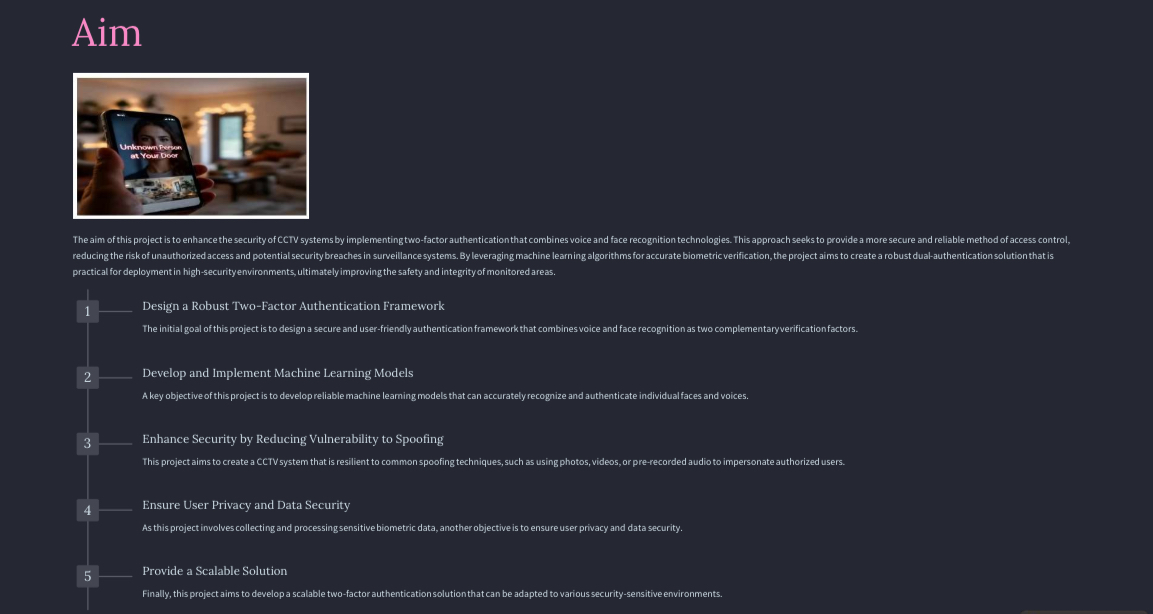 Aim
Unknown Person
at Your Door
The aim of this project is to enhance the security of CCTV systems by implementing two-factor authentication that combines voice and face recognition technologies. This approach seeks to provide a more secure and reliable method of access control,
reducing the risk of unauthorized access and potential security breaches in surveillance systems. By leveraging machine learning algorithms for accurate biometric verification, the project aims to create a robust dual-authentication solution that is
practical for deployment in high-security environments, ultimately improving the safety and integrity of monitored areas.
1
Design a Robust Two-Factor Authentication Framework
The initial goal of this project is to design a secure and user-friendly authentication framework that combines voice and face recognition as two complementary verification factors.
2
Develop and Implement Machine Learning Models
A key objective of this project is to develop reliable machine learning models that can accurately recognize and authenticate individual faces and voices.
3
Enhance Security by Reducing Vulnerability to Spoofing
This project aims to create a CCTV system that is resilient to common spoofing techniques, such as using photos, videos, or pre-recorded audio to impersonate authorized users.
4
Ensure User Privacy and Data Security
As this project involves collecting and processing sensitive biometric data, another objective is to ensure user privacy and data security.
5
Provide a Scalable Solution
Finally, this project aims to develop a scalable two-factor authentication solution that can be adapted to various security-sensitive environments.